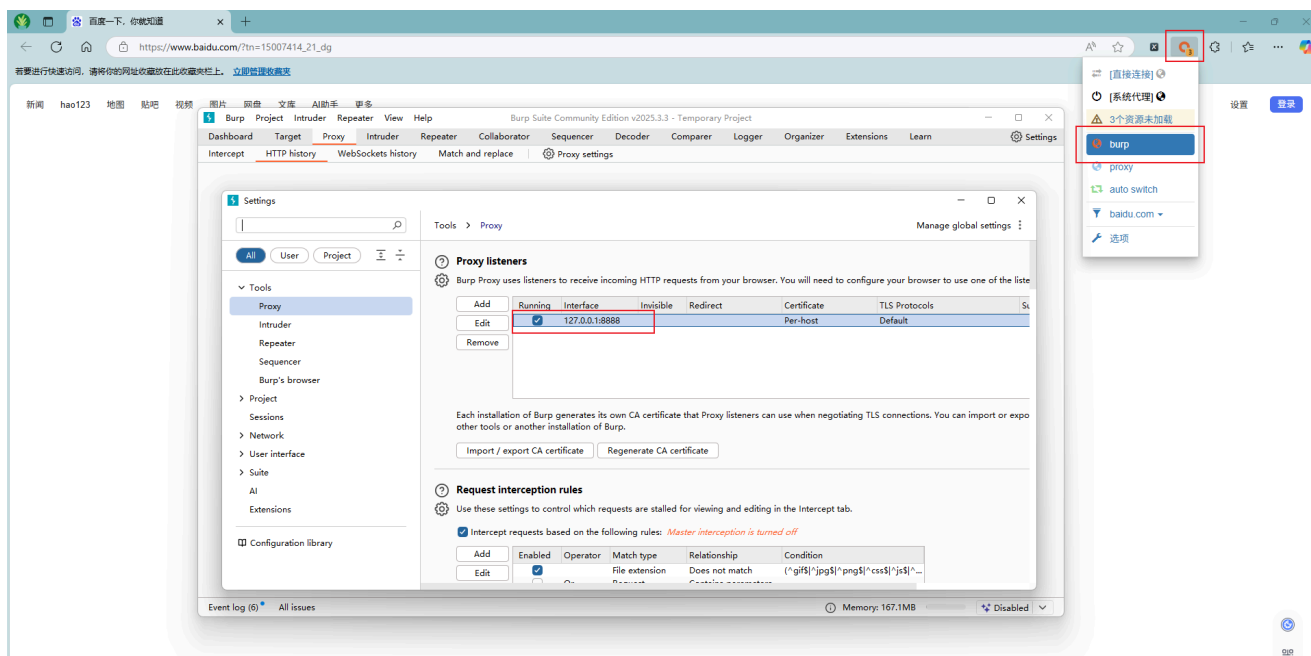 百度一下,你就知道
https://www.baidu.com/?tn=15007414_21_dg
若要进行快速访问,请将你的网址收藏放在此收藏夹栏上。 立即管理收藏夹
新闻 hao123 地图 贴吧 视频 图片 网盘 文库 AI助手 更多
设置 登录
[直接连接]
[系统代理]
3个资源未加载
burp
proxy
auto switch
baidu.com
选项
Burp Project Intruder Repeater View Help Burp Suite Community Edition v2025.3.3 - Temporary Project
Dashboard Target Proxy Intruder Repeater Collaborator Sequencer Decoder Comparer Logger Organizer Extensions Learn Settings
Intercept HTTP history WebSockets history Match and replace Proxy settings
Settings
All User Project
Tools
Proxy
Intruder
Repeater
Sequencer
Burp's browser
Project
Sessions
Network
User interface
Suite
AI
Extensions
Configuration library
Tools > Proxy Manage global settings
Proxy listeners
Burp Proxy uses listeners to receive incoming HTTP requests from your browser. You will need to configure your browser to use one of the liste
Add Running Interface Invisible Redirect Certificate TLS Protocols Su
Edit 127.0.0.1:8888 Per-host Default
Remove
Each installation of Burp generates its own CA certificate that Proxy listeners can use when negotiating TLS connections. You can import or expo
other tools or another installation of Burp.
Import / export CA certificate Regenerate CA certificate
Request interception rules
Use these settings to control which requests are stalled for viewing and editing in the Intercept tab.
Intercept requests based on the following rules: Master interception is turned off
Add Enabled Operator Match type Relationship Condition
Edit File extension Does not match (^gif$|^jpg$|^png$|^css$|^js$|^...
Or Request Contains parameters
Event log (6) All issues Memory: 167.1MB Disabled